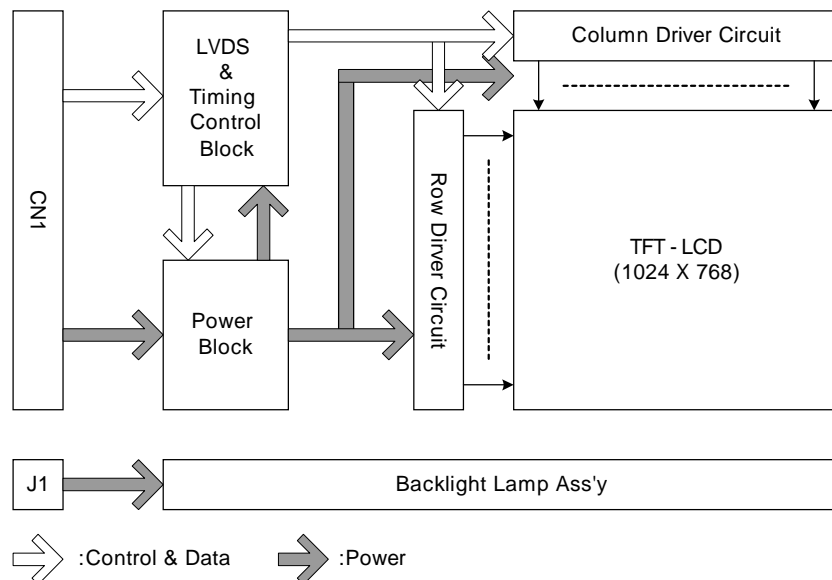 LVDS
&
Timing
Control
Block
Column Driver Circuit
CN1
Row Dirver Circuit
TFT - LCD
(1024 X 768)
Power
Block
J1
Backlight Lamp Ass'y
:Control & Data
:Power